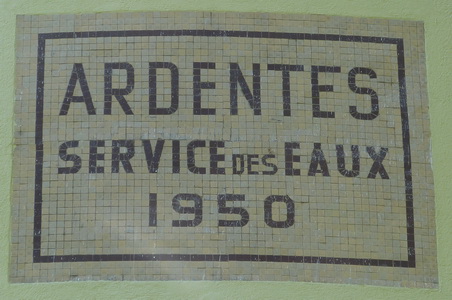 ARDENTES
SERVICE DES EAUX
1950